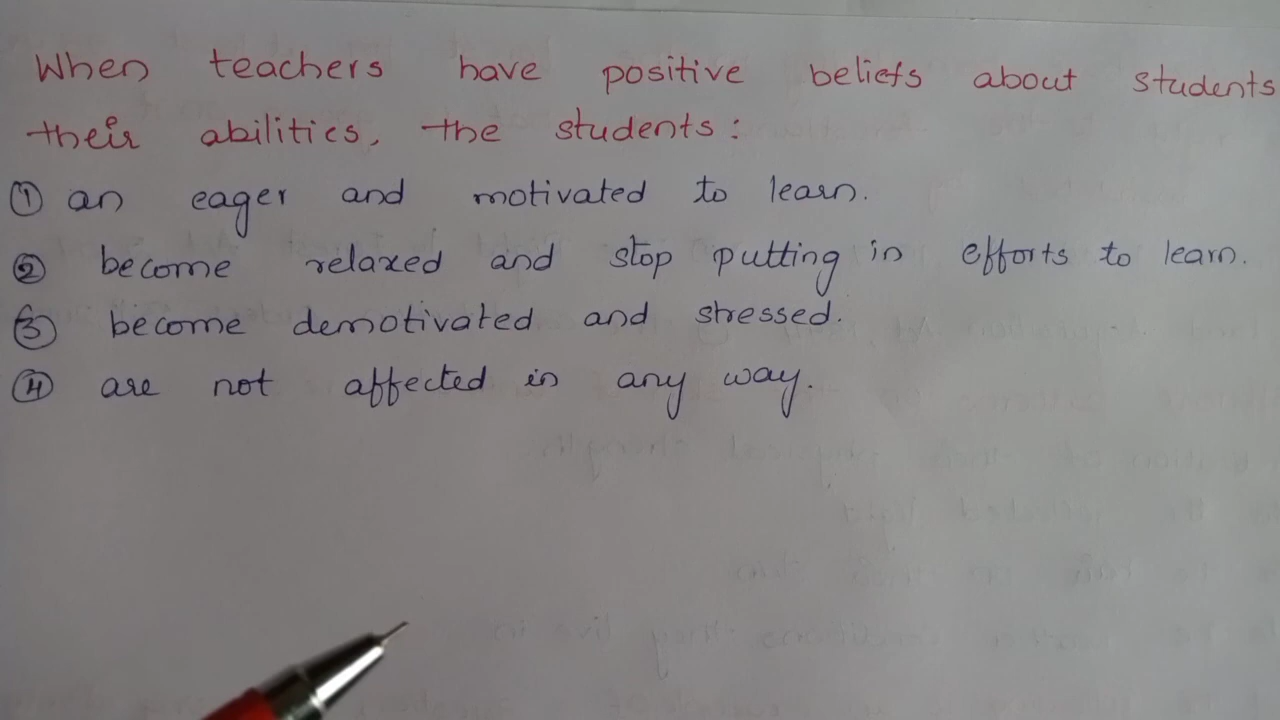 When teachers have positive beliefs about students
their abilities, the students :
① an eager and motivated to learn.
② become relaxed and stop putting in efforts to learn.
③ become demotivated and stressed.
④ are not affected in any way.